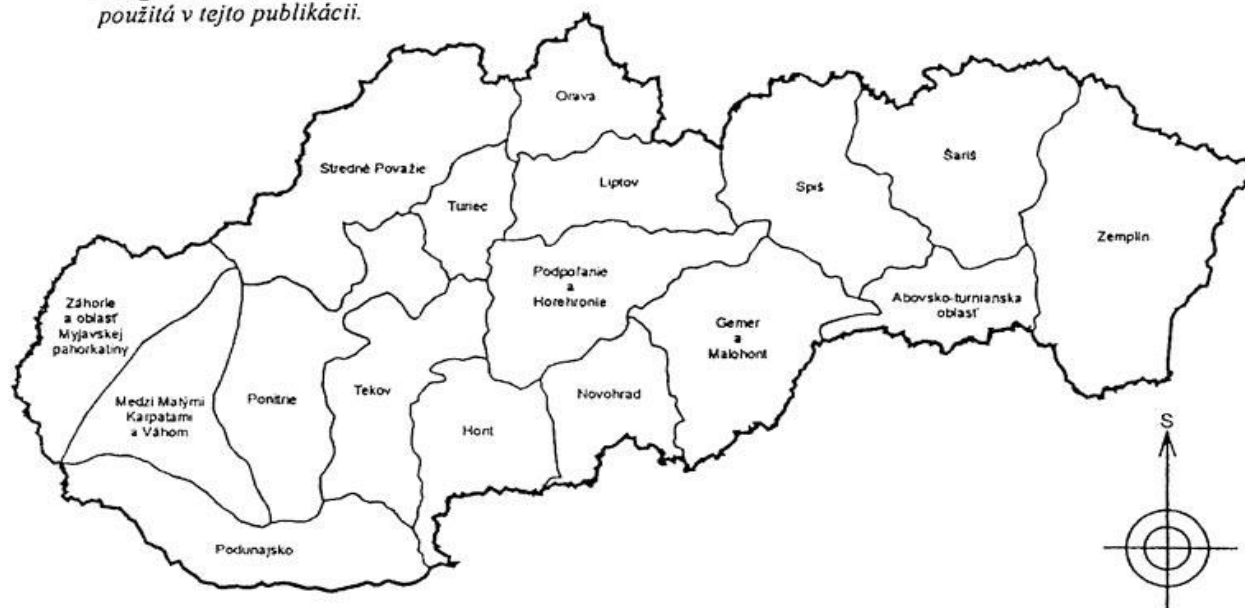 použitá v tejto publikácii.
Orava
Stredné Považie
Šariš
Liptov
Spiš
Turiec
Zemplín
Podpoľanie
a
Horehronie
Záhorie
a oblasť
Myjavskej
pahorkatiny
Abovsko-turnianska
oblasť
Gemer
a
Malohont
Medzi Malými
Karpatami
a Váhom
Ponitrie
Tekov
Novohrad
Hont
S
Podunajsko